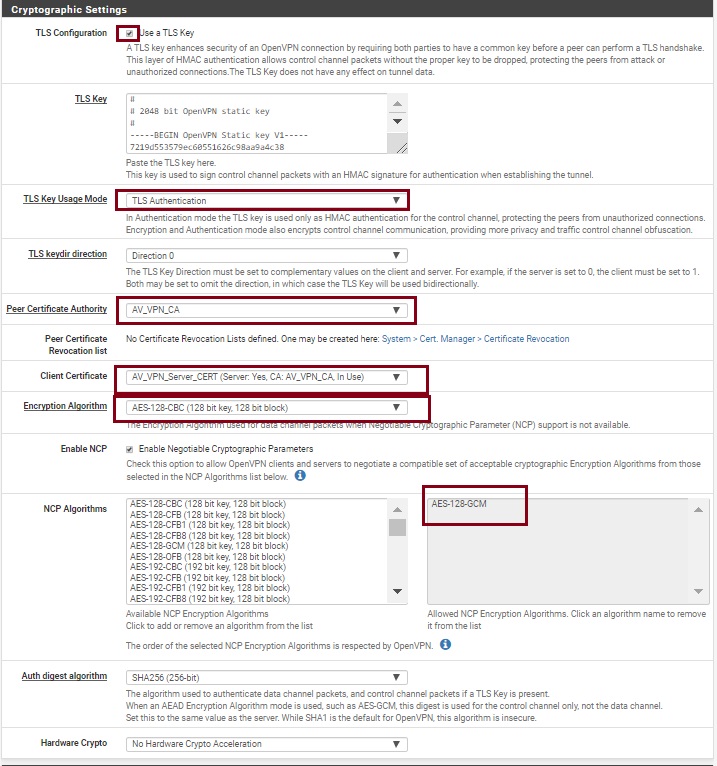 Cryptographic Settings
TLS Configuration
Use a TLS Key
A TLS key enhances security of an OpenVPN connection by requiring both parties to have a common key before a peer can perform a TLS handshake.
This layer of HMAC authentication allows control channel packets without the proper key to be dropped, protecting the peers from attack or
unauthorized connections.The TLS Key does not have any effect on tunnel data.
TLS Key
#
# 2048 bit OpenVPN static key
#
-----BEGIN OpenVPN Static key V1-----
7219d553579ec60551626c98aa9a4c38
Paste the TLS key here.
This key is used to sign control channel packets with an HMAC signature for authentication when establishing the tunnel.
TLS Key Usage Mode
TLS Authentication
In Authentication mode the TLS key is used only as HMAC authentication for the control channel, protecting the peers from unauthorized connections.
Encryption and Authentication mode also encrypts control channel communication, providing more privacy and traffic control channel obfuscation.
TLS keydir direction
Direction 0
The TLS Key Direction must be set to complementary values on the client and server. For example, if the server is set to 0, the client must be set to 1.
Both may be set to omit the direction, in which case the TLS Key will be used bidirectionally.
Peer Certificate Authority
AV_VPN_CA
Peer Certificate
Revocation list
No Certificate Revocation Lists defined. One may be created here: System > Cert. Manager > Certificate Revocation
Client Certificate
AV_VPN_Server_CERT (Server: Yes, CA: AV_VPN_CA, In Use)
Encryption Algorithm
AES-128-CBC (128 bit key, 128 bit block)
The Encryption Algorithm used for data channel packets when Negotiable Cryptographic Parameter (NCP) support is not available.
Enable NCP
Enable Negotiable Cryptographic Parameters
Check this option to allow OpenVPN clients and servers to negotiate a compatible set of acceptable cryptographic Encryption Algorithms from those
selected in the NCP Algorithms list below.
NCP Algorithms
AES-128-CBC (128 bit key, 128 bit block)
AES-128-CFB (128 bit key, 128 bit block)
AES-128-CFB1 (128 bit key, 128 bit block)
AES-128-CFB8 (128 bit key, 128 bit block)
AES-128-GCM (128 bit key, 128 bit block)
AES-128-OFB (128 bit key, 128 bit block)
AES-192-CBC (192 bit key, 128 bit block)
AES-192-CFB (192 bit key, 128 bit block)
AES-192-CFB1 (192 bit key, 128 bit block)
AES-192-CFB8 (192 bit key, 128 bit block)
AES-128-GCM
Available NCP Encryption Algorithms
Click to add or remove an algorithm from the list
Allowed NCP Encryption Algorithms. Click an algorithm name to remove
it from the list
The order of the selected NCP Encryption Algorithms is respected by OpenVPN.
Auth digest algorithm
SHA256 (256-bit)
The algorithm used to authenticate data channel packets, and control channel packets if a TLS Key is present.
When an AEAD Encryption Algorithm mode is used, such as AES-GCM, this digest is used for the control channel only, not the data channel.
Set this to the same value as the server. While SHA1 is the default for OpenVPN, this algorithm is insecure.
Hardware Crypto
No Hardware Crypto Acceleration